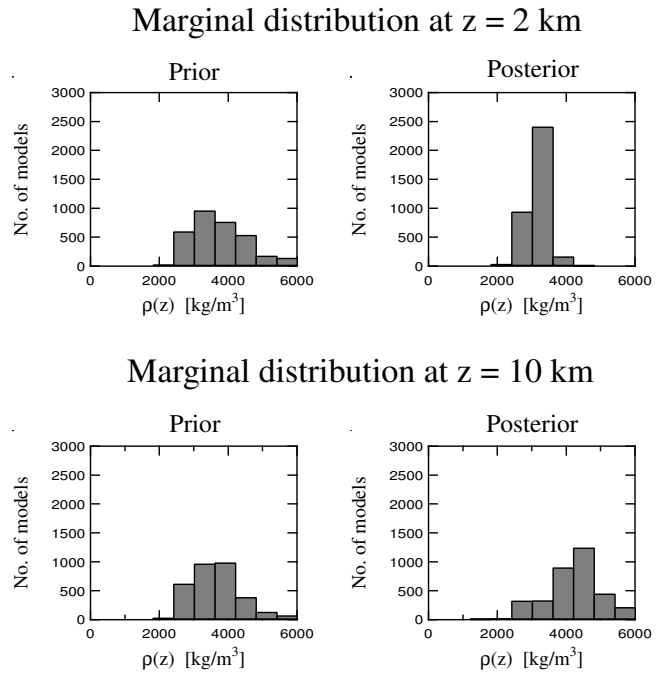 Marginal distribution at z = 2 km
Prior
Posterior
No. of models
3000
2500
2000
1500
1000
500
0
0 2000 4000 6000
ρ(z) [kg/m³]
No. of models
3000
2500
2000
1500
1000
500
0
0 2000 4000 6000
ρ(z) [kg/m³]
Marginal distribution at z = 10 km
Prior
Posterior
No. of models
3000
2500
2000
1500
1000
500
0
0 2000 4000 6000
ρ(z) [kg/m³]
No. of models
3000
2500
2000
1500
1000
500
0
0 2000 4000 6000
ρ(z) [kg/m³]